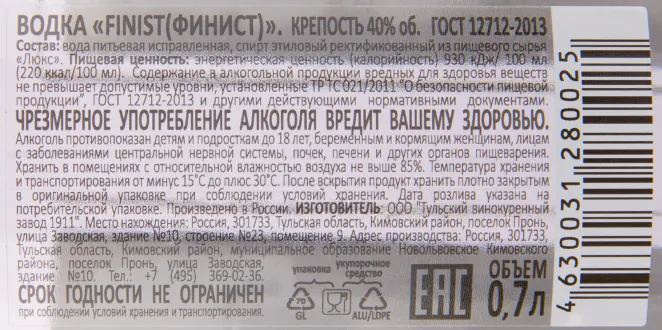 ВОДКА «FINIST(ФИНИСТ)». КРЕПОСТЬ 40% об. ГОСТ 12712-2013
Состав: вода питьевая исправленная, спирт этиловый ректификованный из пищевого сырья
«Люкс». Пищевая ценность: энергетическая ценность (калорийность) 930 кДж/ 100 мл
(220 ккал/100 мл). Содержание в алкогольной продукции вредных для здоровья веществ
не превышает допустимые уровни, установленные ТР ТС 021/2011 "О безопасности пищевой
продукции", ГОСТ 12712-2013 и другими действующими нормативными документами.
ЧРЕЗМЕРНОЕ УПОТРЕБЛЕНИЕ АЛКОГОЛЯ ВРЕДИТ ВАШЕМУ ЗДОРОВЬЮ.
Алкоголь противопоказан детям и подросткам до 18 лет, беременным и кормящим женщинам, лицам
с заболеваниями центральной нервной системы, почек, печени и других органов пищеварения.
Хранить в помещениях с относительной влажностью воздуха не выше 85%. Температура хранения
и транспортирования от минус 15°С до плюс 30°С. После вскрытия продукт хранить плотно закрытым
в оригинальной упаковке при соблюдении условий хранения. Дата розлива указана на
потребительской упаковке. Произведено в России. ИЗГОТОВИТЕЛЬ: ООО "Тульский винокуренный
завод 1911". Место нахождения: Россия, 301733, Тульская область, Кимовский район, поселок Пронь,
улица Заводская, здание №10, строение №23, помещение 9. Адрес производства: Россия, 301733,
Тульская область, Кимовский район, муниципальное образование Новольвовское Кимовского
района, поселок Пронь, улица Заводская,
здание №10. Тел.: +7 (495) 369-02-36.
СРОК ГОДНОСТИ НЕ ОГРАНИЧЕН
при соблюдении условий хранения и транспортирования.
упаковка
укупорочное средство
70
GL
ALU/LDPE
EAC
ОБЪЕМ
0,7л
4 630031 280025